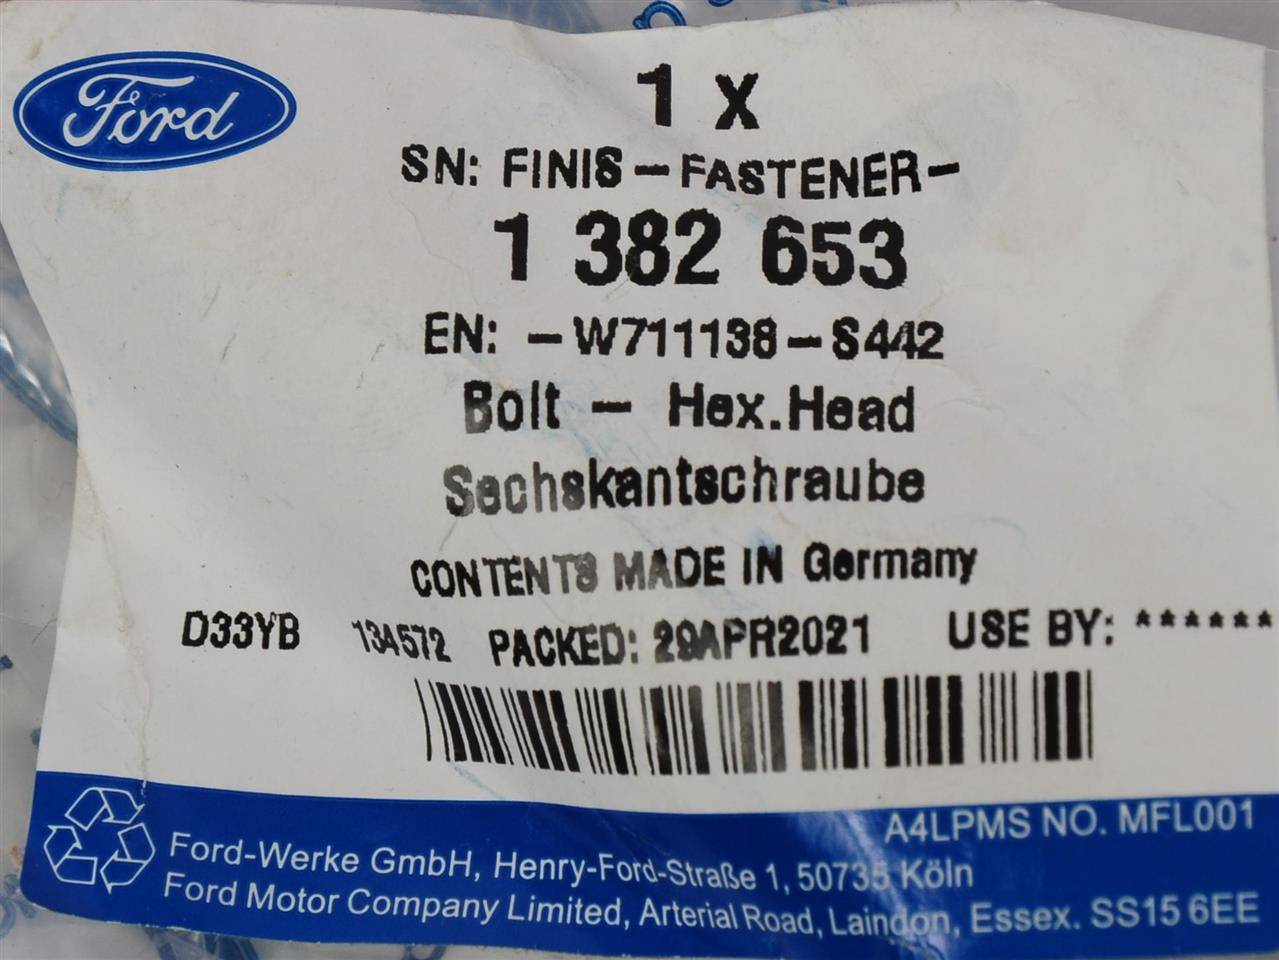 Ford
1 X
SN: FINIS-FASTENER-
1 382 653
EN: -W711138-S442
Bolt - Hex.Head
Sechskantschraube
CONTENTS MADE IN Germany
D33YB 134572 PACKED: 29APR2021 USE BY: ******
A4LPMS NO. MFL001
Ford-Werke GmbH, Henry-Ford-Straße 1, 50735 Köln
Ford Motor Company Limited, Arterial Road, Laindon, Essex. SS15 6EE